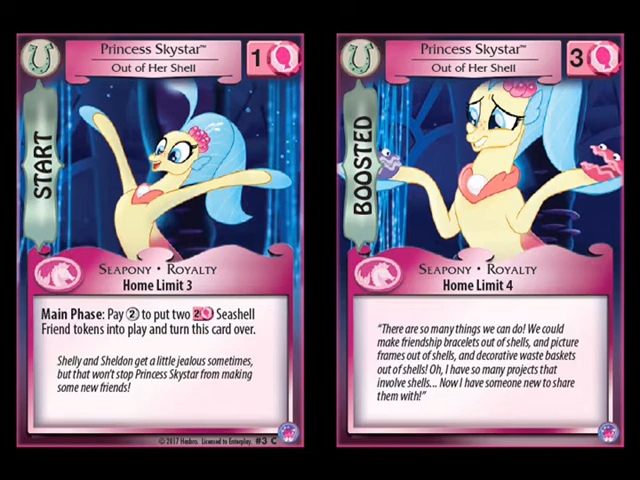 Princess Skystar™
Out of Her Shell
1
START
SEAPONY • ROYALTY
Home Limit 3
Main Phase: Pay 2 to put two 2 Seashell
Friend tokens into play and turn this card over.
Shelly and Sheldon get a little jealous sometimes,
but that won't stop Princess Skystar from making
some new friends!
© 2017 Hasbro. Licensed to Enterplay. #3 C
Princess Skystar™
Out of Her Shell
3
BOOSTED
SEAPONY • ROYALTY
Home Limit 4
"There are so many things we can do! We could
make friendship bracelets out of shells, and picture
frames out of shells, and decorative waste baskets
out of shells! Oh, I have so many projects that
involve shells... Now I have someone new to share
them with!"